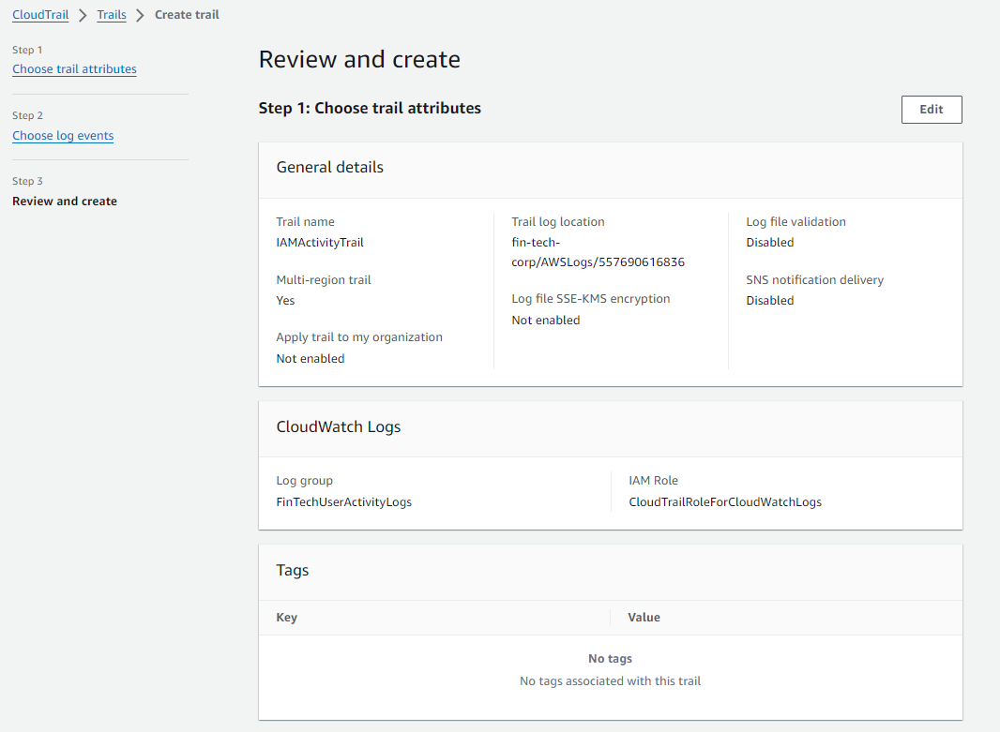 CloudTrail > Trails > Create trail
Step 1
Choose trail attributes
Step 2
Choose log events
Step 3
Review and create
Review and create
Step 1: Choose trail attributes
Edit
General details
Trail name
IAMActivityTrail
Multi-region trail
Yes
Apply trail to my organization
Not enabled
Trail log location
fin-tech-
corp/AWSLogs/557690616836
Log file SSE-KMS encryption
Not enabled
Log file validation
Disabled
SNS notification delivery
Disabled
CloudWatch Logs
Log group
FinTechUserActivityLogs
IAM Role
CloudTrailRoleForCloudWatchLogs
Tags
Key Value
No tags
No tags associated with this trail